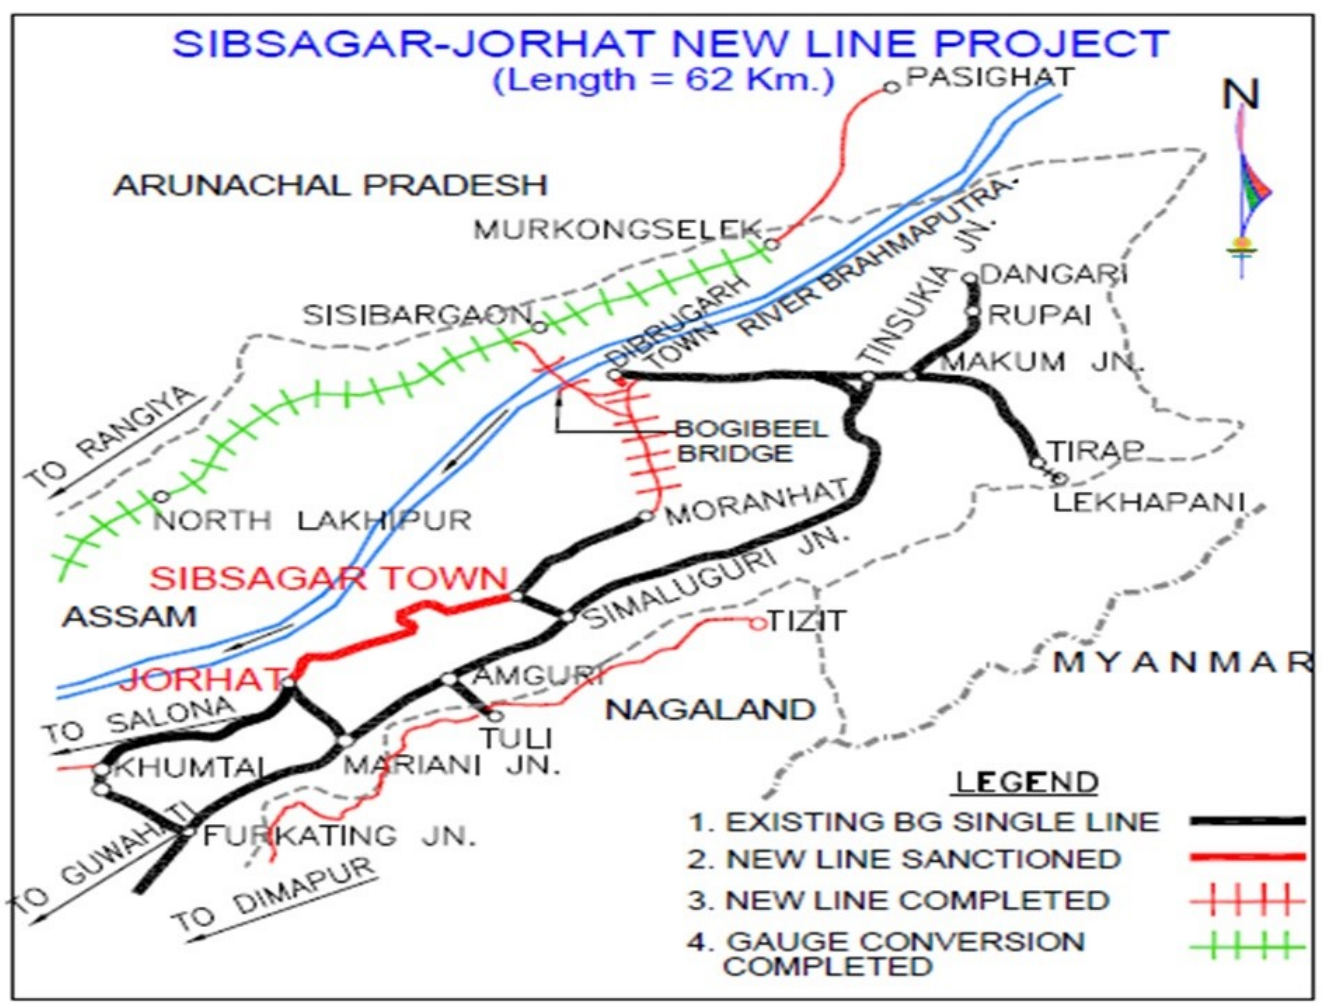 SIBSAGAR-JORHAT NEW LINE PROJECT
(Length = 62 Km.)
PASIGHAT
N
ARUNACHAL PRADESH
MURKONGSELEK
RIVER BRAHMAPUTRA
TINSUKIA JN.
DANGARI
SISIBARGAON
DIBRUGARH
TOWN
RUPAI
MAKUM JN.
TO RANGIYA
BOGIBEEL
BRIDGE
TIRAP
LEKHAPANI
NORTH LAKHIPUR
MORANHAT
SIBSAGAR TOWN
SIMALUGURI JN.
ASSAM
TIZIT
MYANMAR
JORHAT
AMGURI
NAGALAND
TO SALONA
TULI
KHUMTAI
MARIANI JN.
FURKATING JN.
TO GUWAHATI
TO DIMAPUR
LEGEND
1. EXISTING BG SINGLE LINE
2. NEW LINE SANCTIONED
3. NEW LINE COMPLETED
4. GAUGE CONVERSION
COMPLETED